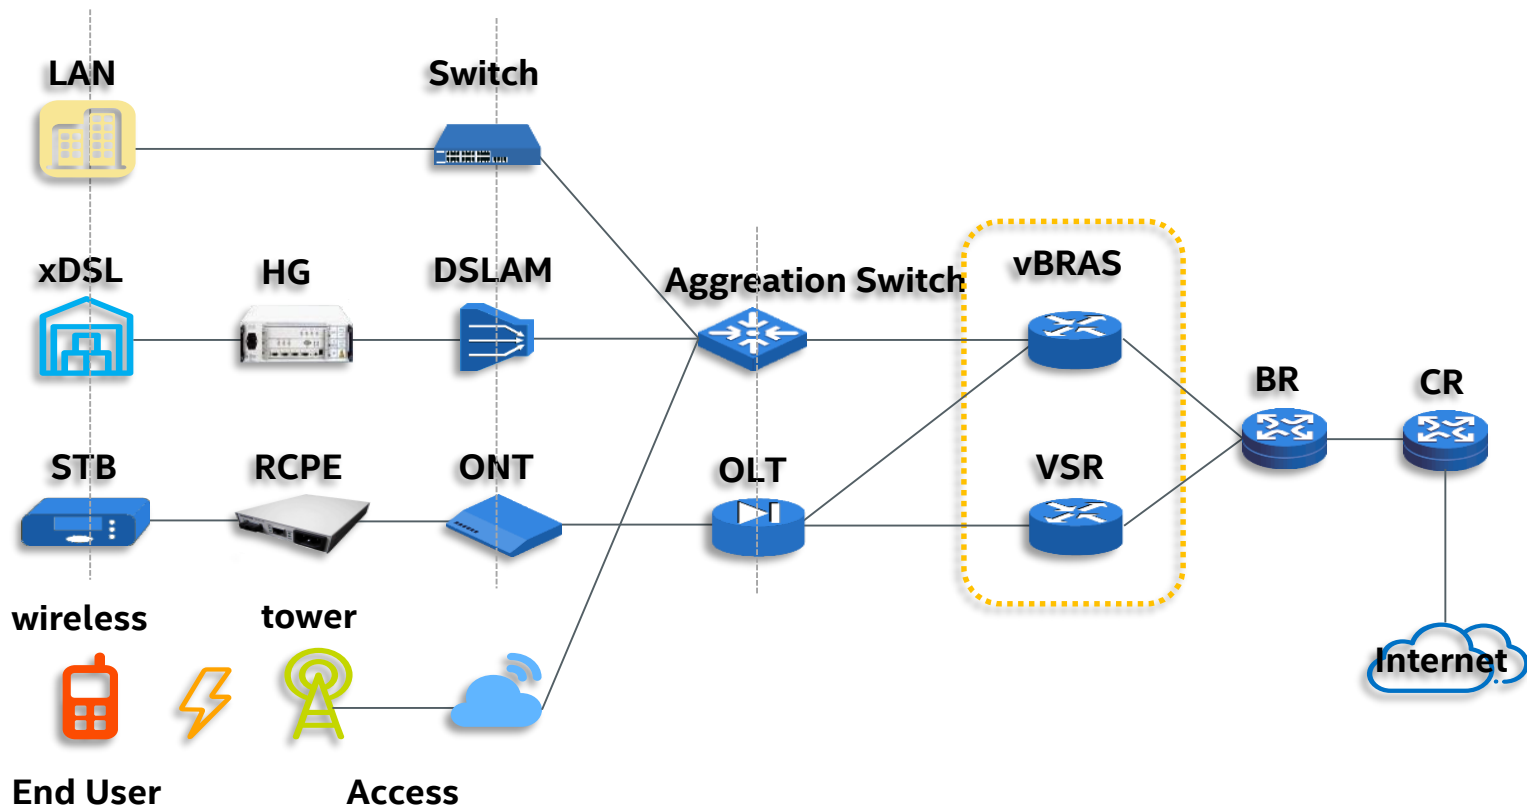 LAN
Switch
xDSL
HG
DSLAM
Aggreation Switch
vBRAS
BR
CR
STB
RCPE
ONT
OLT
VSR
wireless
tower
Internet
End User
Access